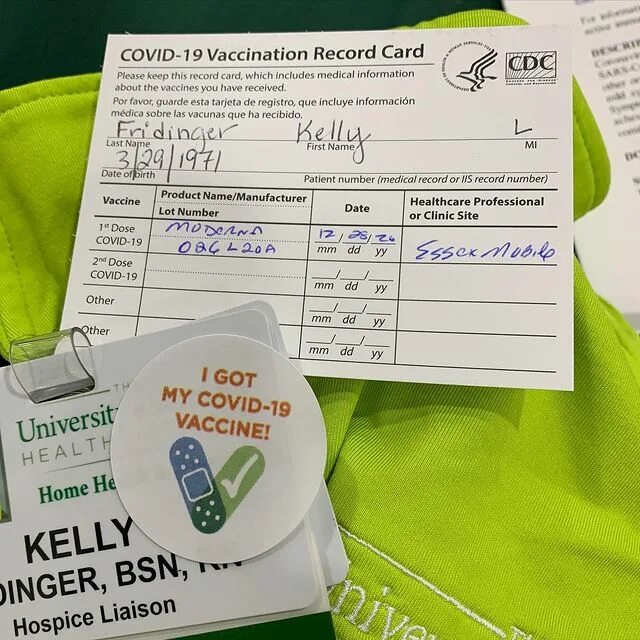 COVID-19 Vaccination Record Card
CDC
Please keep this record card, which includes medical information
about the vaccines you have received.
Por favor, guarde esta tarjeta de registro, que incluye información
médica sobre las vacunas que ha recibido.
Fridinger Kelly L
Last Name First Name MI
3/29/1971
Date of birth Patient number (medical record or IIS record number)
Vaccine Product Name/Manufacturer Date Healthcare Professional
Lot Number or Clinic Site
1st Dose MODERNA 12/28/20 Essex Mobile
COVID-19 mm dd yy
2nd Dose
COVID-19 mm dd yy
Other
mm dd yy
Other
mm dd yy
I GOT
MY COVID-19
VACCINE!
THE
Universit
HEALTH
Home He
KELLY
DINGER, BSN, RN
Hospice Liaison